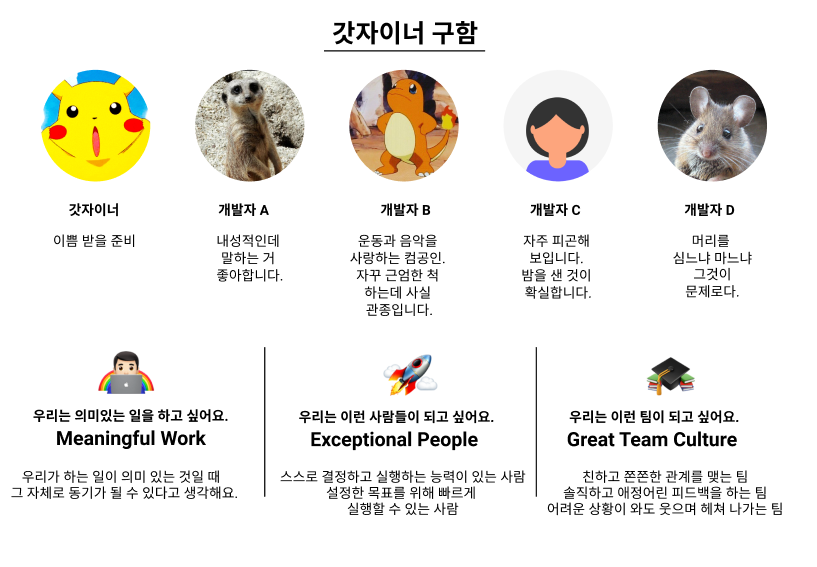 갓자이너 구함
갓자이너
이쁨 받을 준비
개발자 A
내성적인데
말하는 거
좋아합니다.
개발자 B
운동과 음악을
사랑하는 컴공인.
자꾸 근엄한 척
하는데 사실
관종입니다.
개발자 C
자주 피곤해
보입니다.
밤을 샌 것이
확실합니다.
개발자 D
머리를
심느냐 마느냐
그것이
문제로다.
우리는 의미있는 일을 하고 싶어요.
Meaningful Work
우리가 하는 일이 의미 있는 것일 때
그 자체로 동기가 될 수 있다고 생각해요.
우리는 이런 사람들이 되고 싶어요.
Exceptional People
스스로 결정하고 실행하는 능력이 있는 사람
설정한 목표를 위해 빠르게
실행할 수 있는 사람
우리는 이런 팀이 되고 싶어요.
Great Team Culture
친하고 쫀쫀한 관계를 맺는 팀
솔직하고 애정어린 피드백을 하는 팀
어려운 상황이 와도 웃으며 헤쳐 나가는 팀